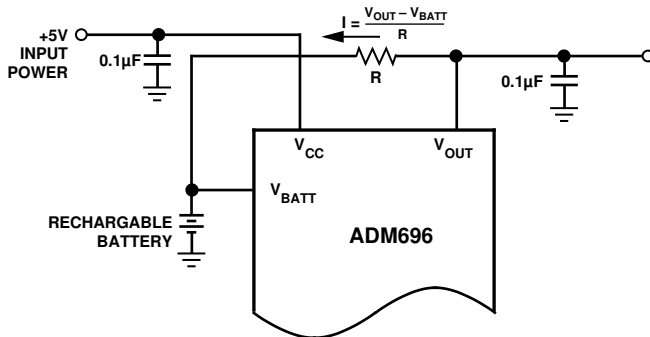 +5V
INPUT
POWER
0.1µF
I = V_OUT – V_BATT / R
R
0.1µF
V_CC
V_OUT
V_BATT
RECHARGABLE
BATTERY
ADM696